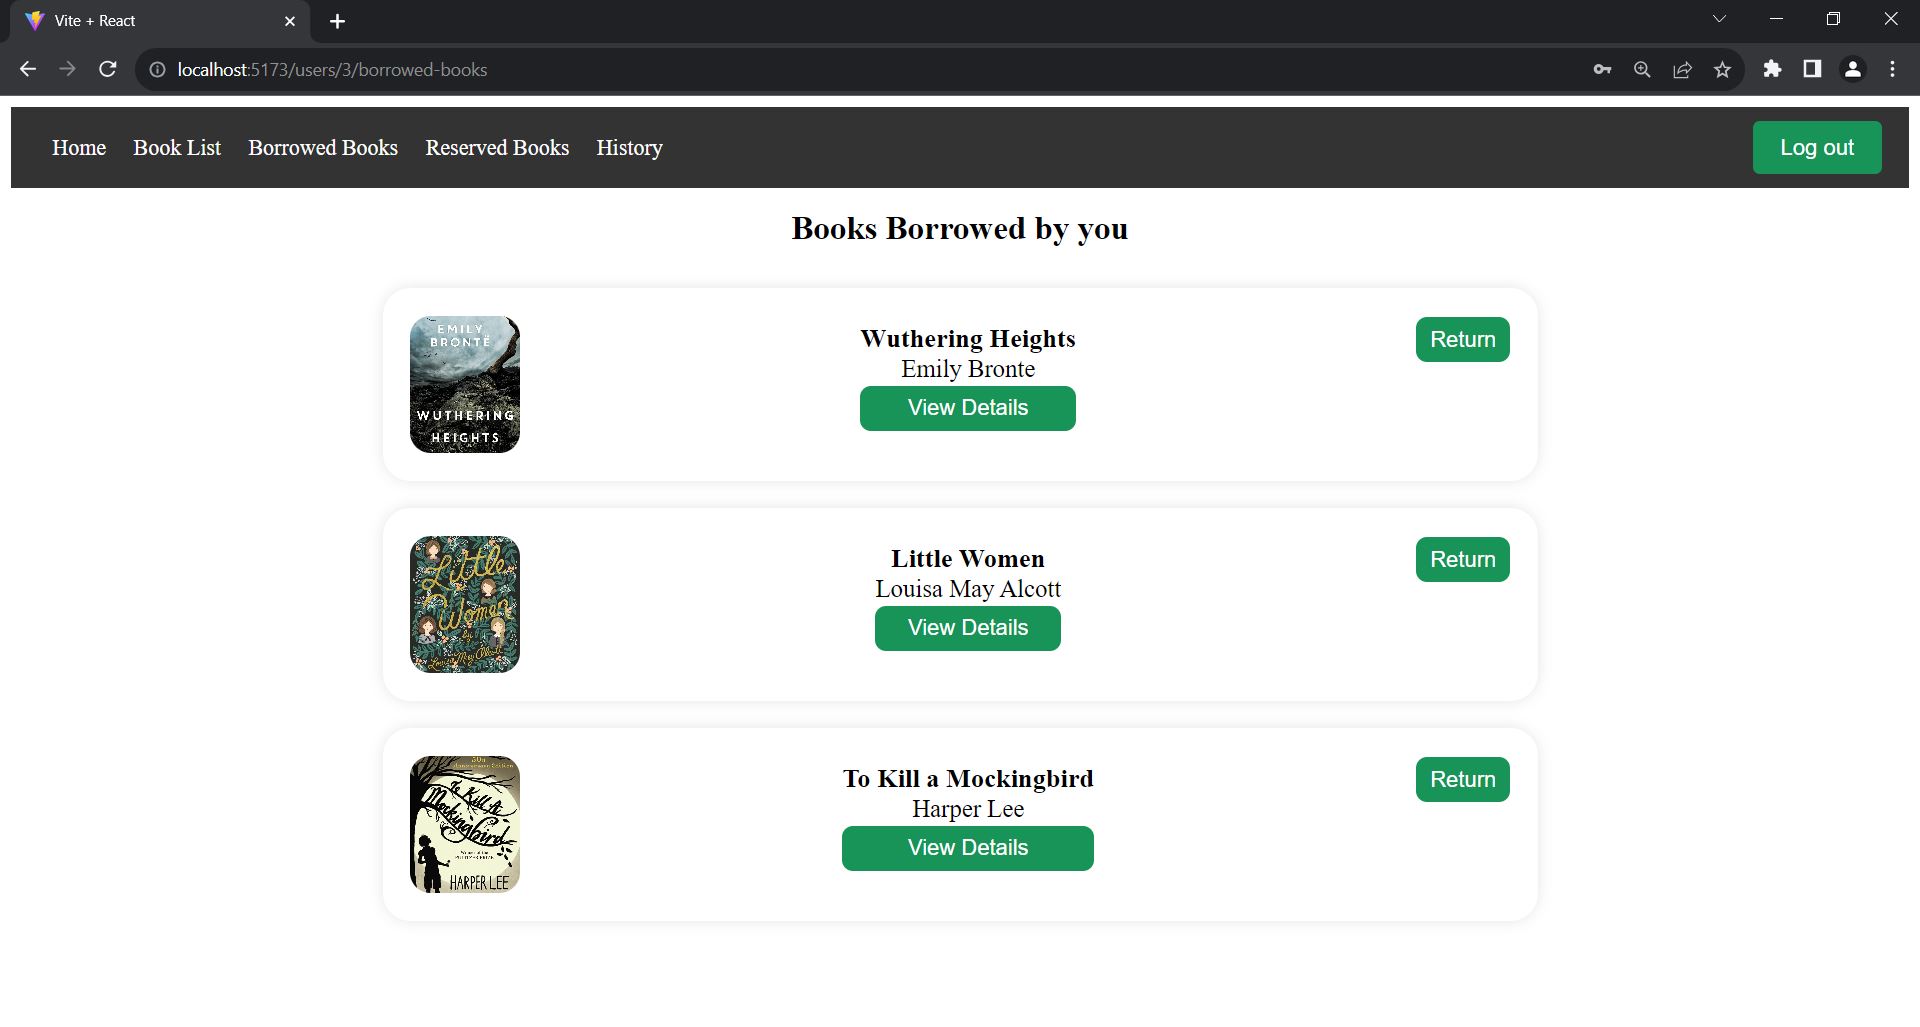 Vite + React
localhost:5173/users/3/borrowed-books
Home Book List Borrowed Books Reserved Books History Log out
Books Borrowed by you
EMILY
BRONTË
WUTHERING
HEIGHTS
Wuthering Heights
Emily Bronte
View Details
Return
Little
Women
by
Louisa May Alcott
Little Women
Louisa May Alcott
View Details
Return
To Kill A
Mockingbird
HARPER LEE
To Kill a Mockingbird
Harper Lee
View Details
Return